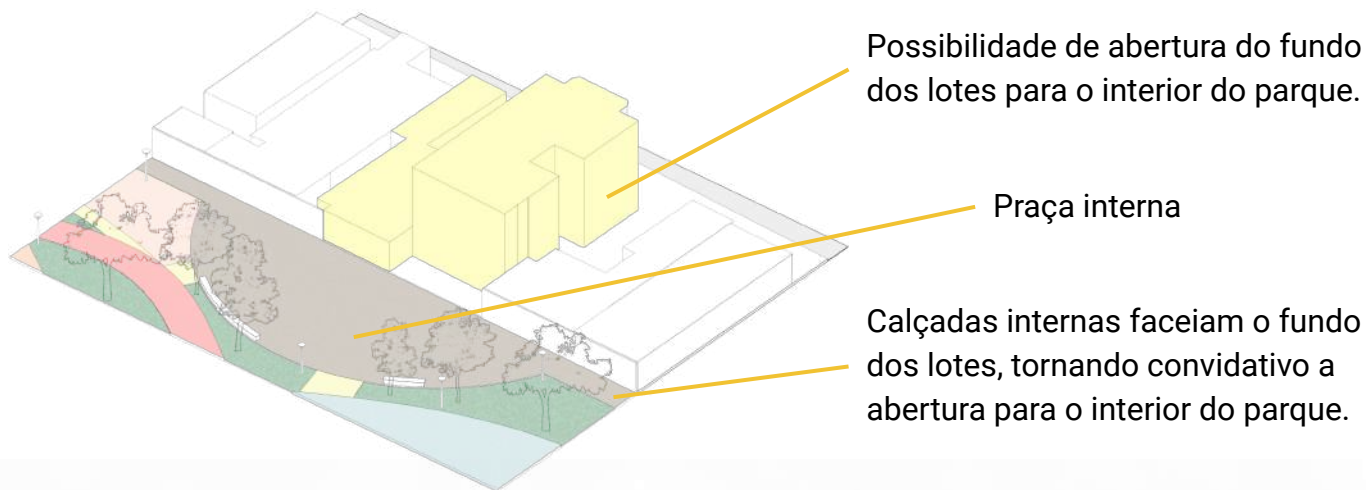 Possibilidade de abertura do fundo
dos lotes para o interior do parque.
Praça interna
Calçadas internas faceiam o fundo
dos lotes, tornando convidativo a
abertura para o interior do parque.